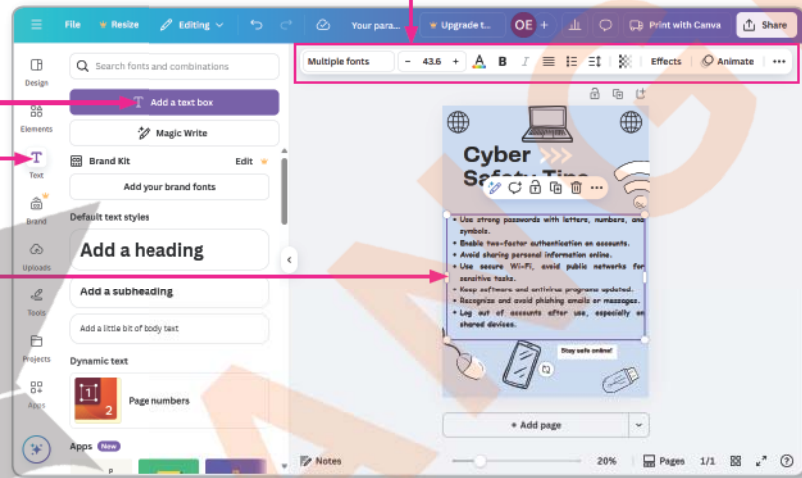 File Resize Editing Your para... Upgrade t... OE + Print with Canva Share
Multiple fonts - 43.6 + A B I Effects Animate ...
Design
Elements
Text
Brand
Uploads
Tools
Projects
Apps
Search fonts and combinations
T Add a text box
Magic Write
Brand Kit Edit
Add your brand fonts
Default text styles
Add a heading
Add a subheading
Add a little bit of body text
Dynamic text
1
2
Page numbers
Apps New
Cyber
Safety Tips
• Use strong passwords with letters, numbers, and
symbols.
• Enable two-factor authentication on accounts.
• Avoid sharing personal information online.
• Use secure Wi-Fi, avoid public networks for
sensitive tasks.
• Keep software and antivirus programs updated.
• Recognize and avoid phishing emails or messages.
• Log out of accounts after use, especially on
shared devices.
Stay safe online!
+ Add page
Notes 20% Pages 1/1